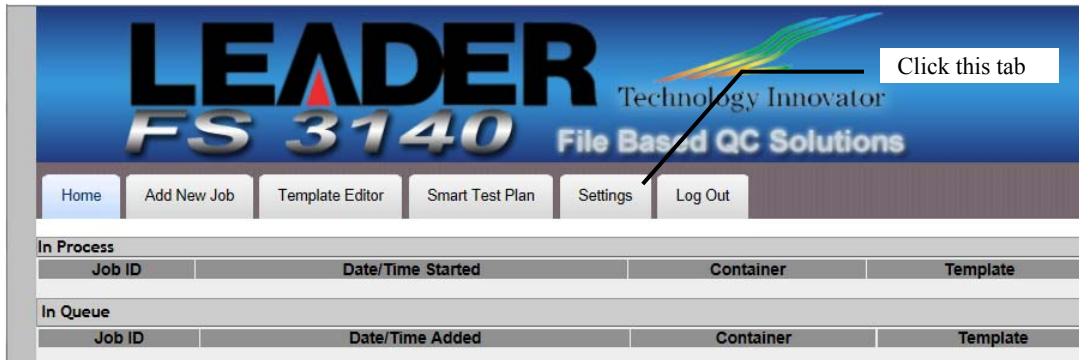 LEADER
Technology Innovator
Click this tab
FS 3140
File Based QC Solutions
Home
Add New Job
Template Editor
Smart Test Plan
Settings
Log Out
In Process
Job ID
Date/Time Started
Container
Template
In Queue
Job ID
Date/Time Added
Container
Template